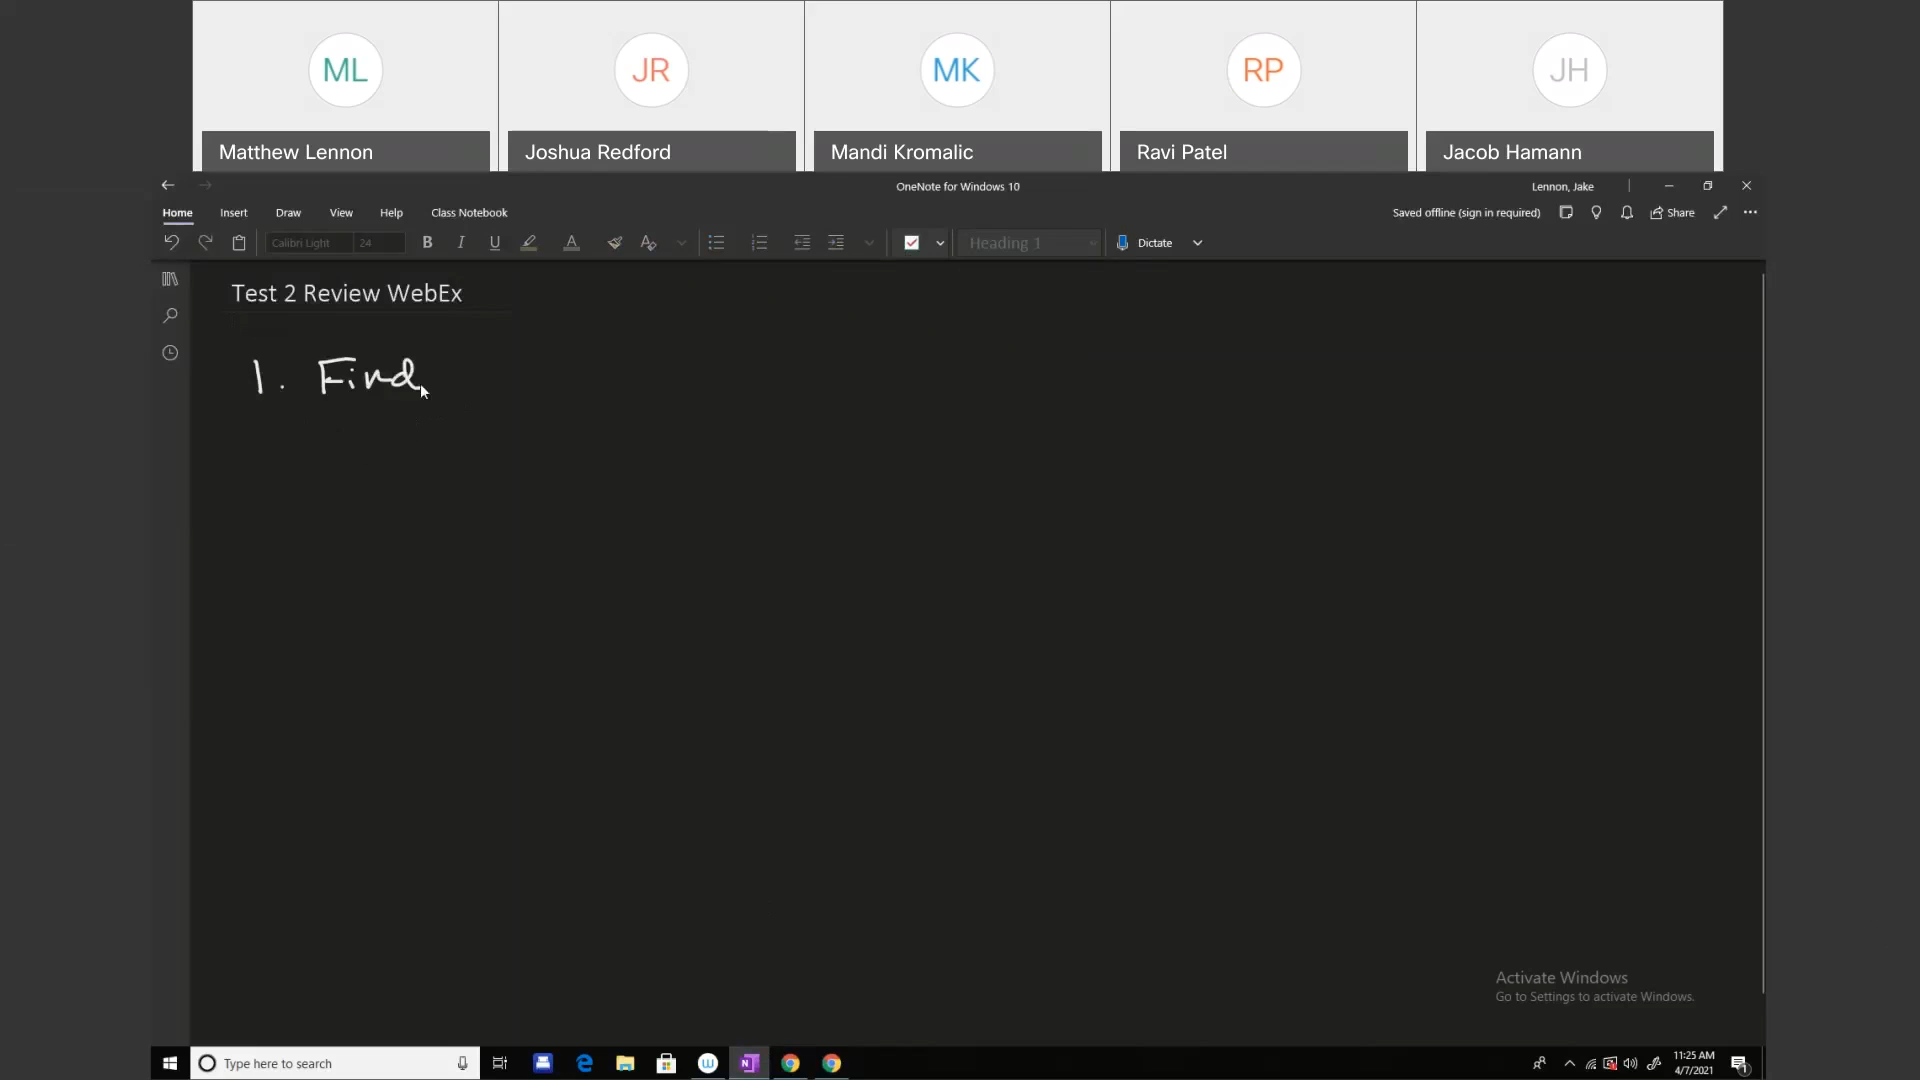 ML JR MK RP JH
Matthew Lennon Joshua Redford Mandi Kromalic Ravi Patel Jacob Hamann
OneNote for Windows 10 Lennon, Jake
Home Insert Draw View Help Class Notebook Saved offline (sign in required) Share
Calibri Light 24 B I U A A Heading 1 Dictate
Test 2 Review WebEx
1. Find
Activate Windows
Go to Settings to activate Windows.
Type here to search 11:25 AM
4/7/2021